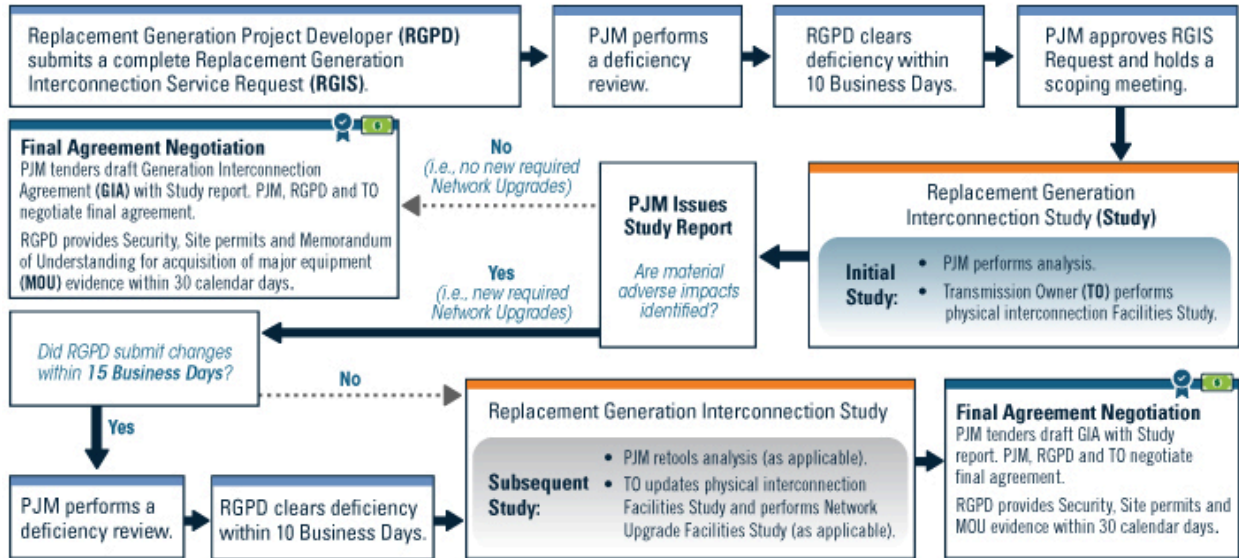 Replacement Generation Project Developer (RGPD)
submits a complete Replacement Generation
Interconnection Service Request (RGIS).
PJM performs
a deficiency
review.
RGPD clears
deficiency within
10 Business Days.
PJM approves RGIS
Request and holds a
scoping meeting.
Replacement Generation
Interconnection Study (Study)
Initial
Study:
• PJM performs analysis.
• Transmission Owner (TO) performs
physical interconnection Facilities Study.
PJM Issues
Study Report
Are material
adverse impacts
identified?
No
(i.e., no new required
Network Upgrades)
Final Agreement Negotiation
PJM tenders draft Generation Interconnection
Agreement (GIA) with Study report. PJM, RGPD and TO
negotiate final agreement.
RGPD provides Security, Site permits and Memorandum
of Understanding for acquisition of major equipment
(MOU) evidence within 30 calendar days.
Yes
(i.e., new required
Network Upgrades)
Did RGPD submit changes
within 15 Business Days?
No
Yes
PJM performs a
deficiency review.
RGPD clears deficiency
within 10 Business Days.
Replacement Generation Interconnection Study
Subsequent
Study:
• PJM retools analysis (as applicable).
• TO updates physical interconnection
Facilities Study and performs Network
Upgrade Facilities Study (as applicable).
Final Agreement Negotiation
PJM tenders draft GIA with Study
report. PJM, RGPD and TO negotiate
final agreement.
RGPD provides Security, Site permits and
MOU evidence within 30 calendar days.